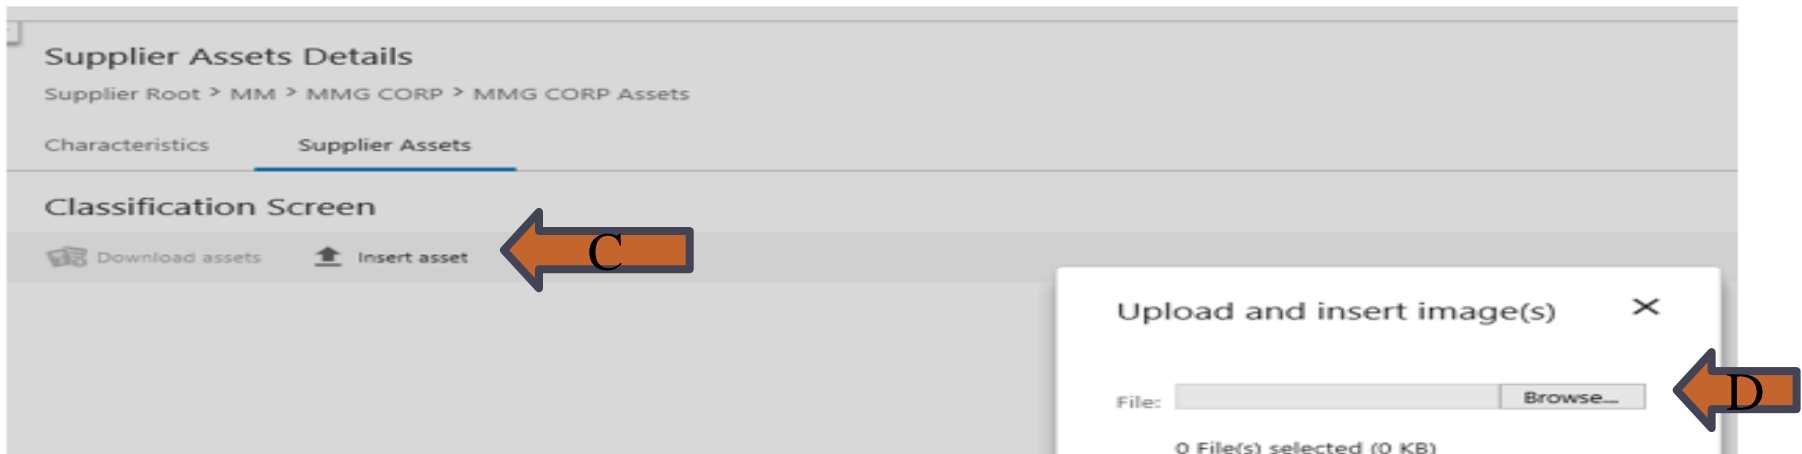 Supplier Assets Details
Supplier Root > MM > MMG CORP > MMG CORP Assets
Characteristics Supplier Assets
Classification Screen
Download assets Insert asset C
Upload and insert image(s) ×
File: Browse... D
0 File(s) selected (0 KB)